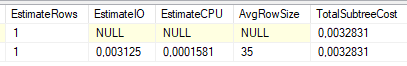 EstimateRows EstimateIO EstimateCPU AvgRowSize TotalSubtreeCost
1 NULL NULL NULL 0,0032831
1 0,003125 0,0001581 35 0,0032831